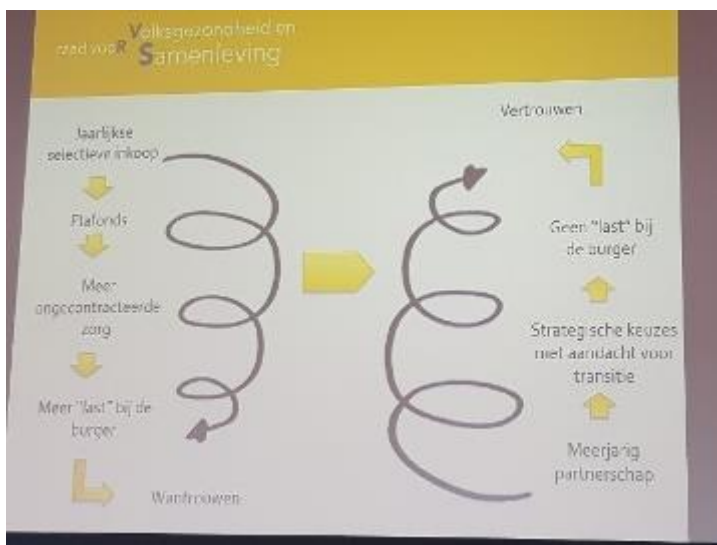 raad voor Volksgezondheid en
Samenleving
Jaarlijkse
selectieve inkoop
Plafonds
Meer
ongecontracteerde
zorg
Meer "last" bij de
burger
Wantrouwen
Vertrouwen
Geen "last" bij
de burger
Strategische keuzes
met aandacht voor
transitie
Meerjarig
partnerschap